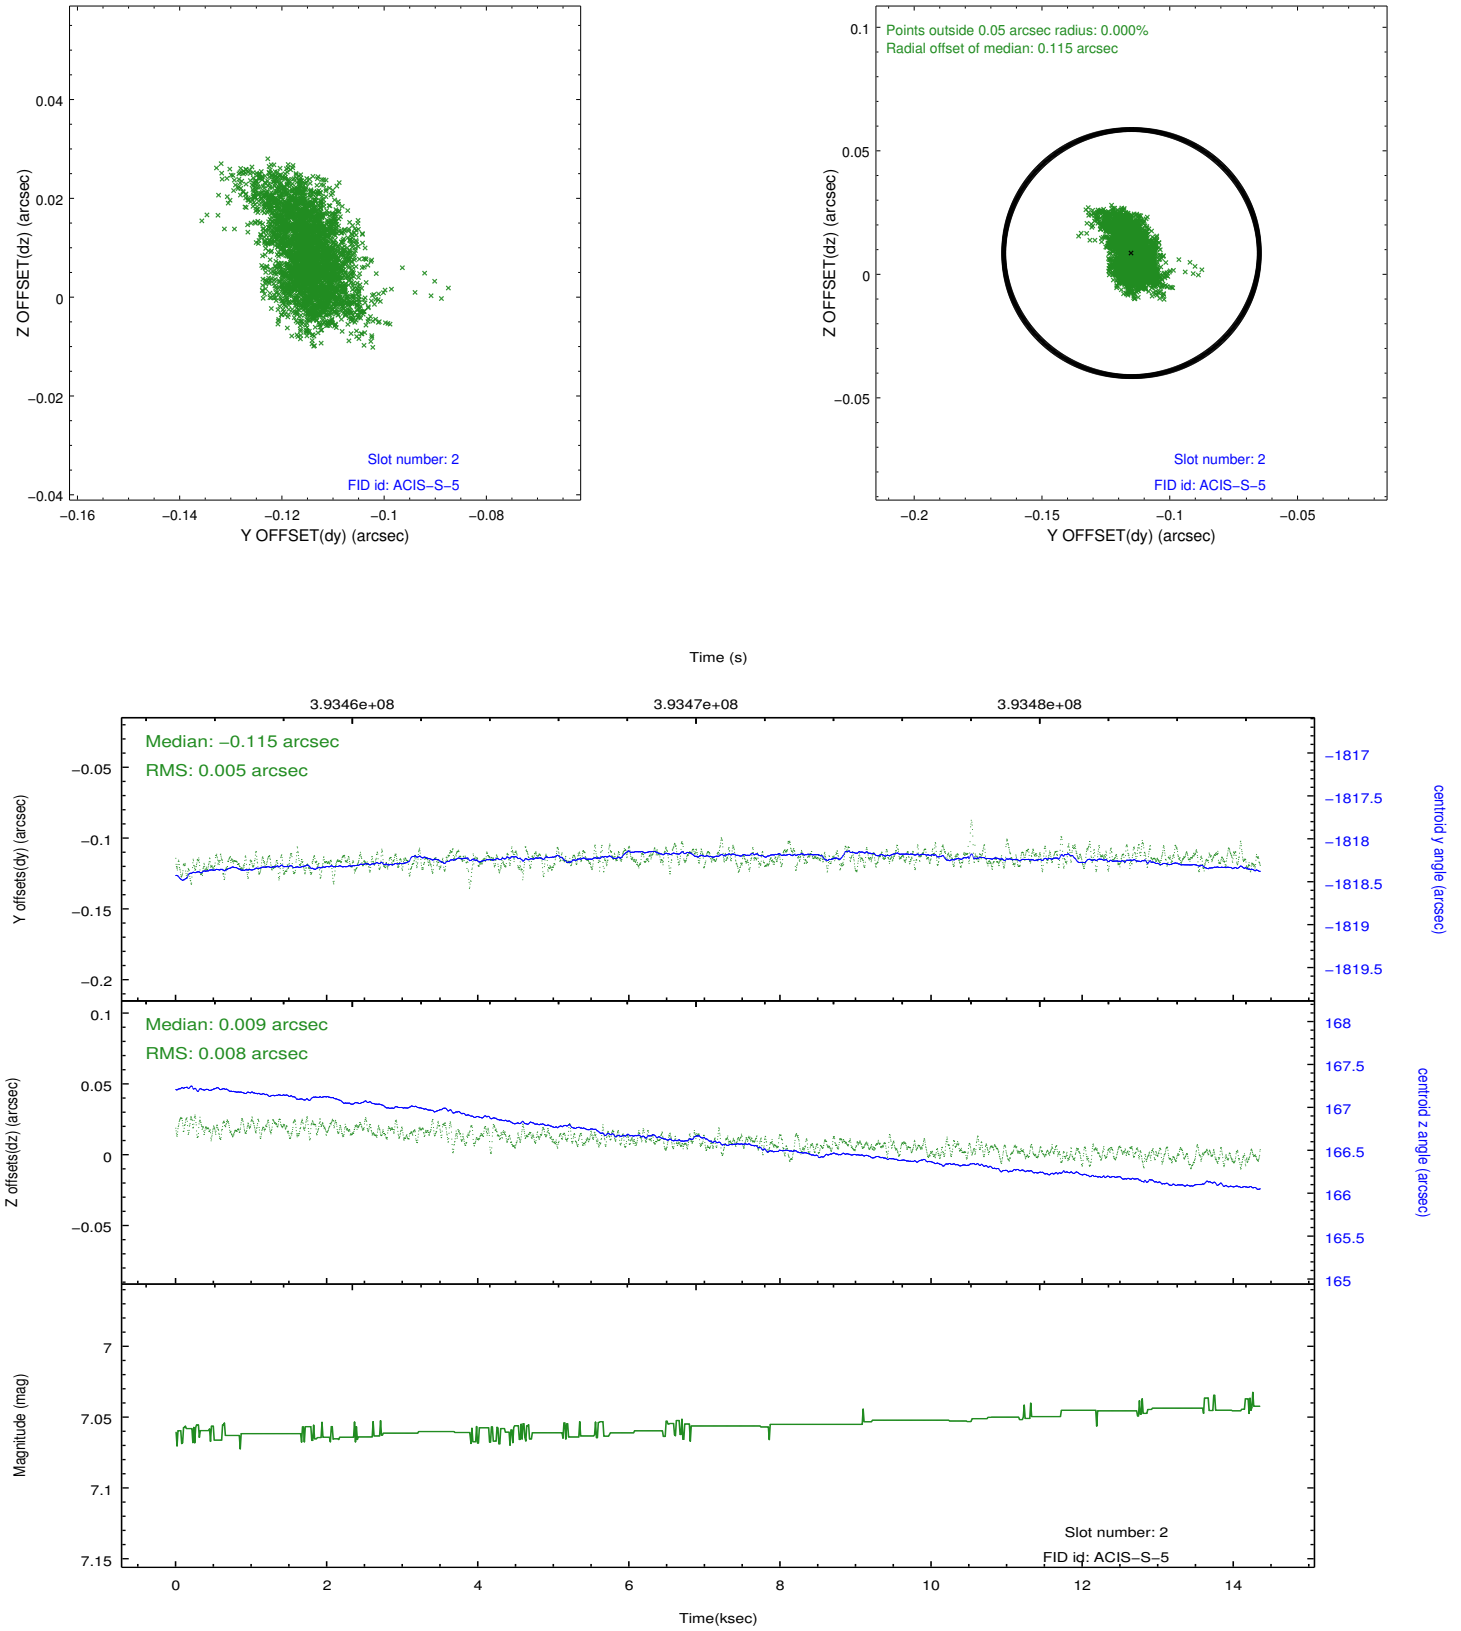 0.04
0.02
0
−0.02
−0.04
−0.16
−0.14
−0.12
−0.1
−0.08
Z OFFSET(dz) (arcsec)
Y OFFSET(dy) (arcsec)
Slot number: 2
FID id: ACIS−S−5
Points outside 0.05 arcsec radius: 0.000%
Radial offset of median: 0.115 arcsec
0.1
0.05
0
−0.05
−0.2
−0.15
−0.1
−0.05
Z OFFSET(dz) (arcsec)
Y OFFSET(dy) (arcsec)
Slot number: 2
FID id: ACIS−S−5
Time (s)
3.9346e+08
3.9347e+08
3.9348e+08
Median: −0.115 arcsec
RMS: 0.005 arcsec
−0.05
−0.1
−0.15
−0.2
Y offsets(dy) (arcsec)
−1817
−1817.5
−1818
−1818.5
−1819
−1819.5
centroid y angle (arcsec)
Median: 0.009 arcsec
RMS: 0.008 arcsec
0.1
0.05
0
−0.05
Z offsets(dz) (arcsec)
168
167.5
167
166.5
166
165.5
165
centroid z angle (arcsec)
7
7.05
7.1
7.15
Magnitude (mag)
Slot number: 2
FID id: ACIS−S−5
0
2
4
6
8
10
12
14
Time(ksec)